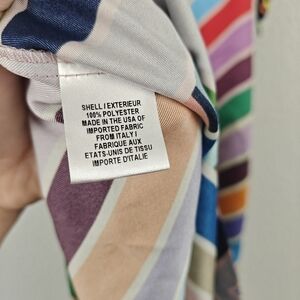 SHELL I EXTERIEUR
100% POLYESTER
MADE IN THE USA OF
IMPORTED FABRIC
FROM ITALY I
FABRIQUE AUX
ETATS-UNIS DE TISSU
IMPORTE D'ITALIE